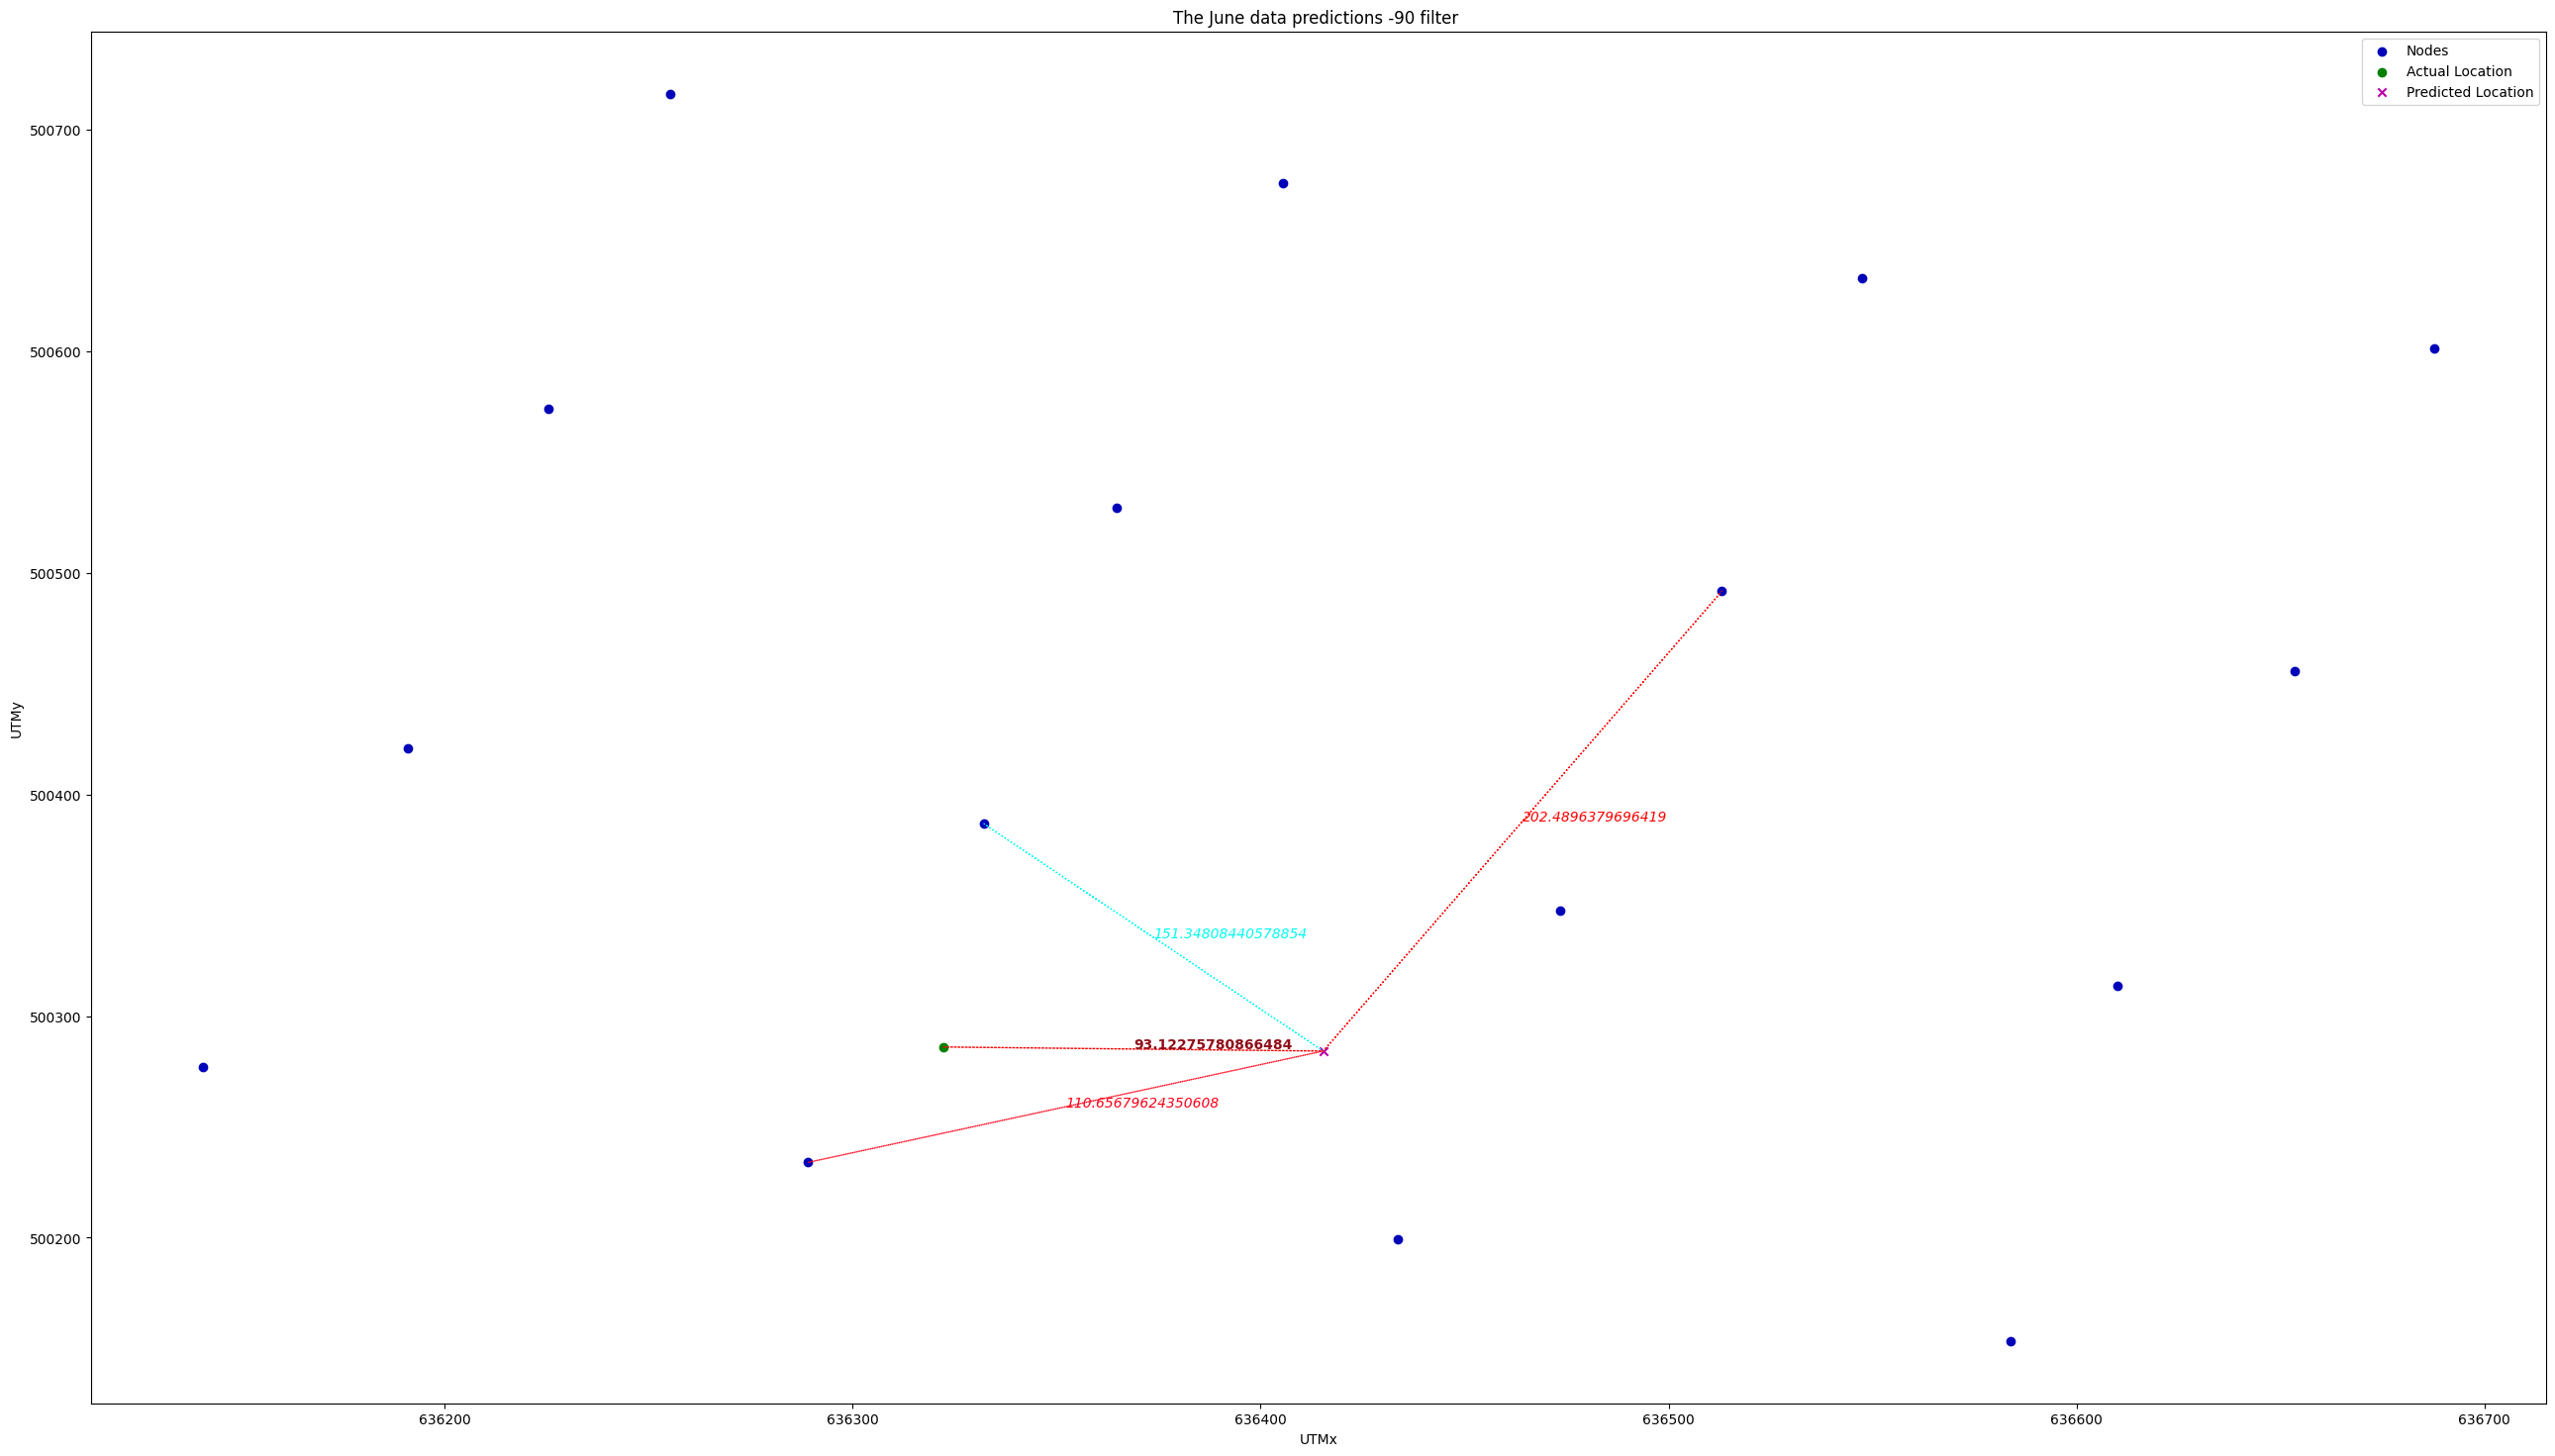 The June data predictions -90 filter
Nodes
Actual Location
Predicted Location
500700
500600
500500
500400
500300
500200
UTMy
202.4896379696419
151.34808440578854
93.12275780866484
110.65679624350608
636200
636300
636400
636500
636600
636700
UTMx